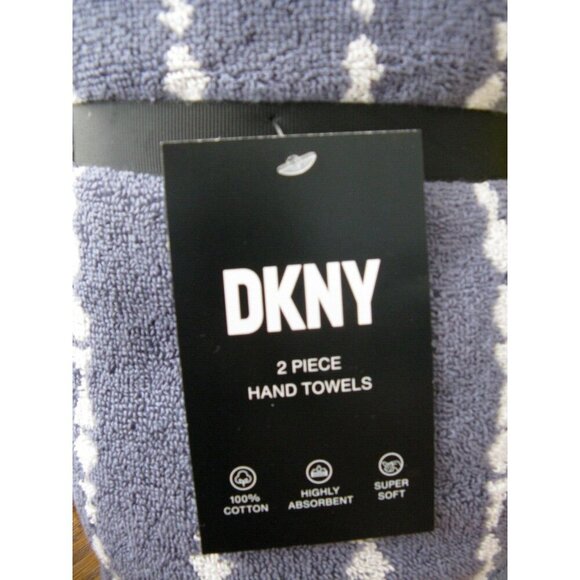 DKNY
2 PIECE
HAND TOWELS
100%
COTTON
HIGHLY
ABSORBENT
SUPER
SOFT